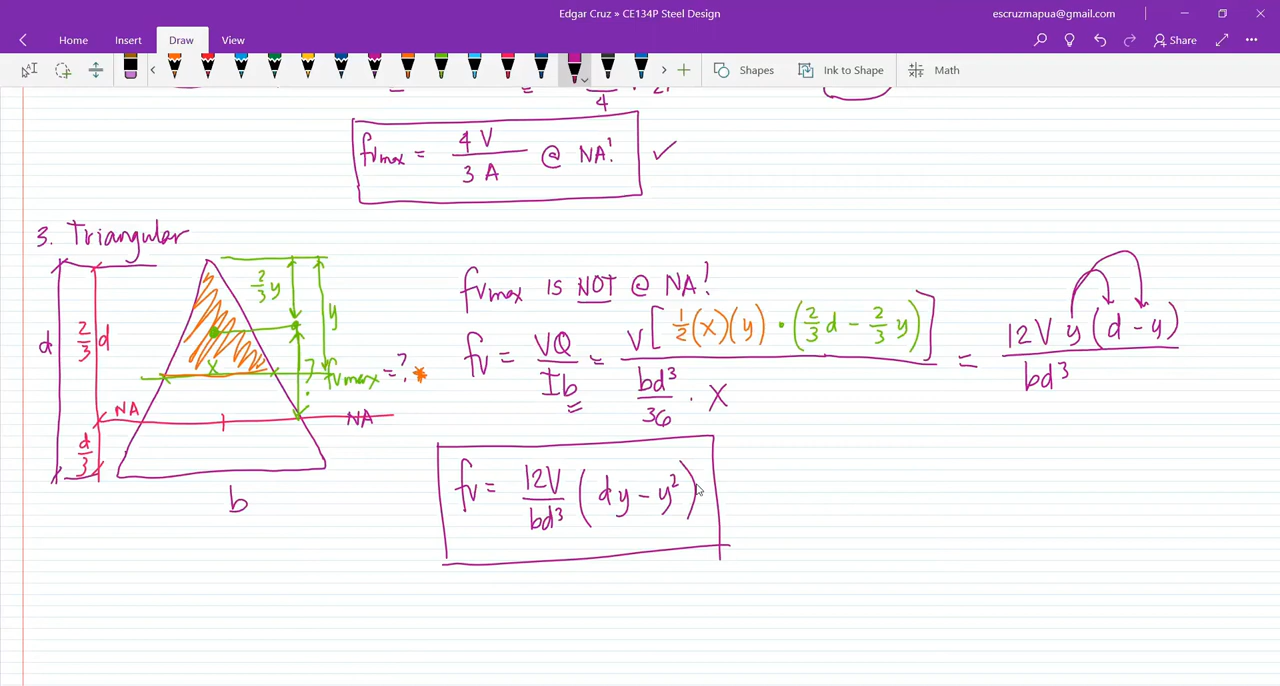 Edgar Cruz » CE134P Steel Design
escruzmapua@gmail.com
Home Insert Draw View
Share
Shapes Ink to Shape Math
4
fvmax = 4V / 3A @ NA! ✓
3. Triangular
fvmax is NOT @ NA!
d
2/3 d
d/3
NA
2/3 y
y
x
?
fvmax = ?
NA
b
fv = VQ / Ib = V[1/2 (x)(y) · (2/3 d - 2/3 y)] / bd³/36 · x = 12Vy(d - y) / bd³
fv = 12V / bd³ (dy - y²)